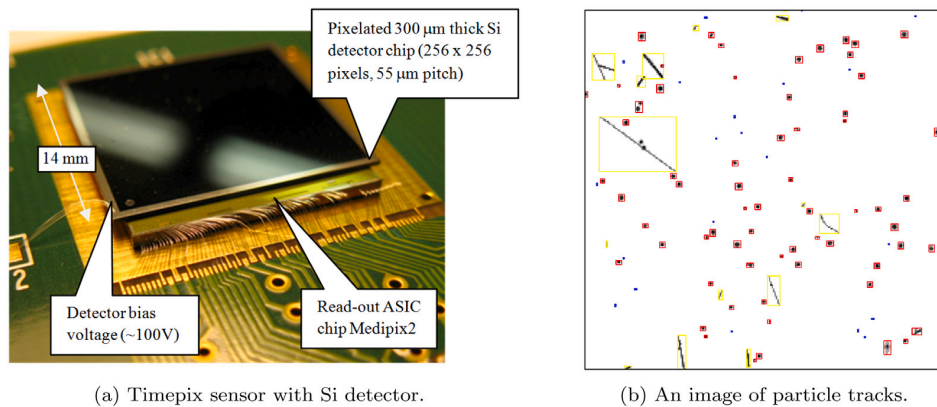 Pixelated 300 μm thick Si
detector chip (256 x 256
pixels, 55 μm pitch)
14 mm
2
Detector bias
voltage (~100V)
Read-out ASIC
chip Medipix2
(a) Timepix sensor with Si detector.
(b) An image of particle tracks.